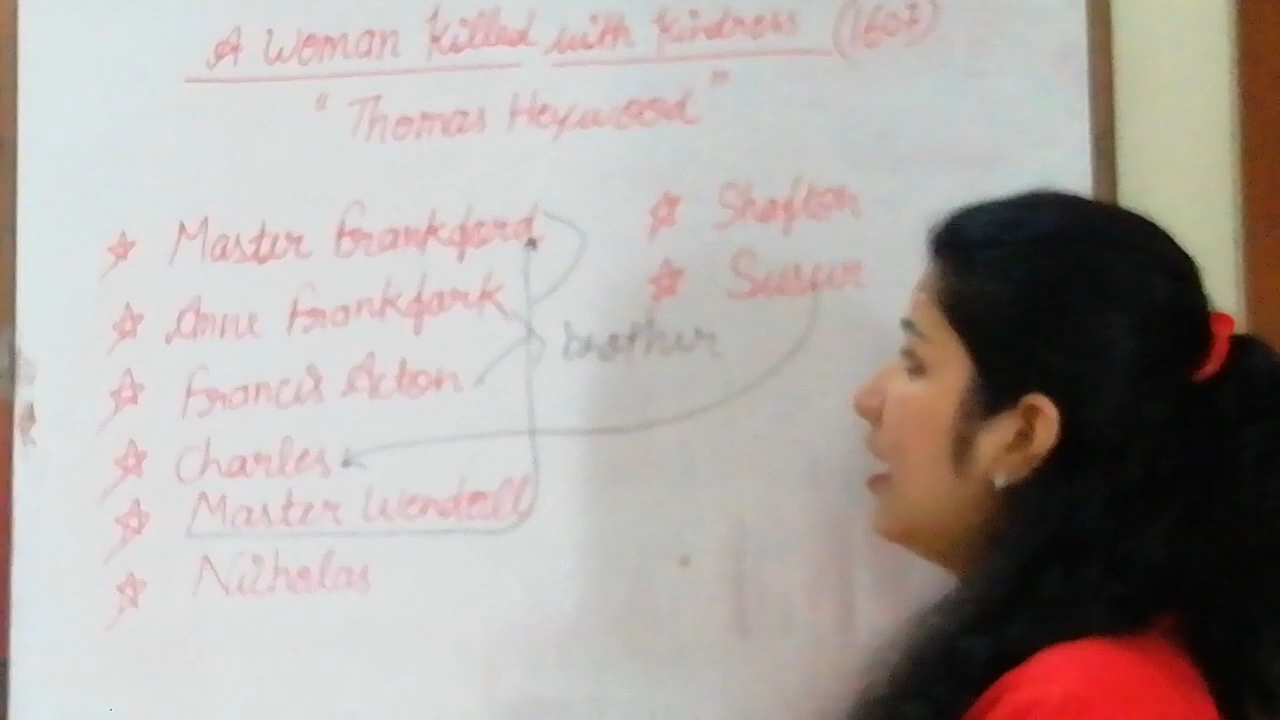 A Woman Killed with Kindness (1607)
"Thomas Heywood"
Master Frankford
Anne Frankfork
Francis Acton
Charles
Master Wendoll
Nicholas
Shafton
Susan
brother